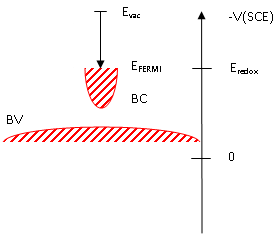 Evac
-V(SCE)
EFERMI
Eredox
BC
BV
0